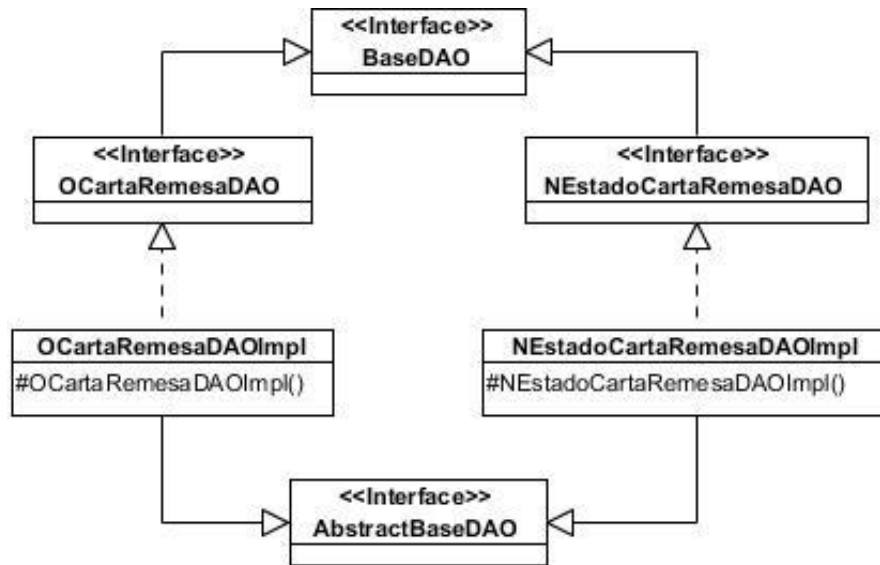 <<Interface>>
BaseDAO
<<Interface>>
OCartaRemesaDAO
<<Interface>>
NEstadoCartaRemesaDAO
OCartaRemesaDAOImpl
#OCartaRemesaDAOImpl()
NEstadoCartaRemesaDAOImpl
#NEstadoCartaRemesaDAOImpl()
<<Interface>>
AbstractBaseDAO